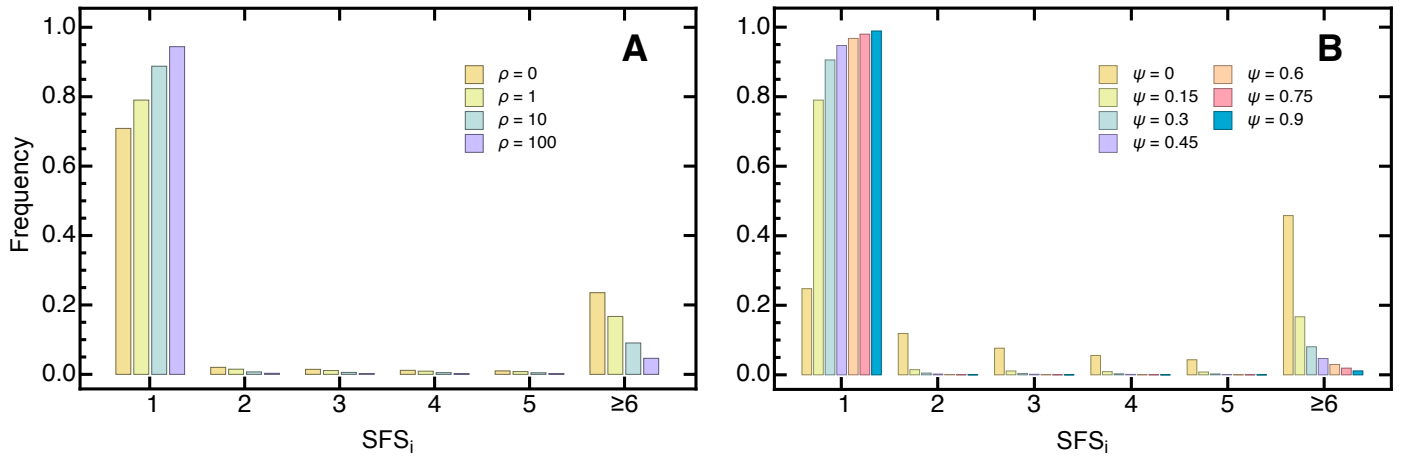 A
1.0
0.8
0.6
0.4
0.2
0.0
Frequency
ρ = 0
ρ = 1
ρ = 10
ρ = 100
1 2 3 4 5 ≥6
SFSi
B
1.0
0.8
0.6
0.4
0.2
0.0
ψ = 0
ψ = 0.15
ψ = 0.3
ψ = 0.45
ψ = 0.6
ψ = 0.75
ψ = 0.9
1 2 3 4 5 ≥6
SFSi